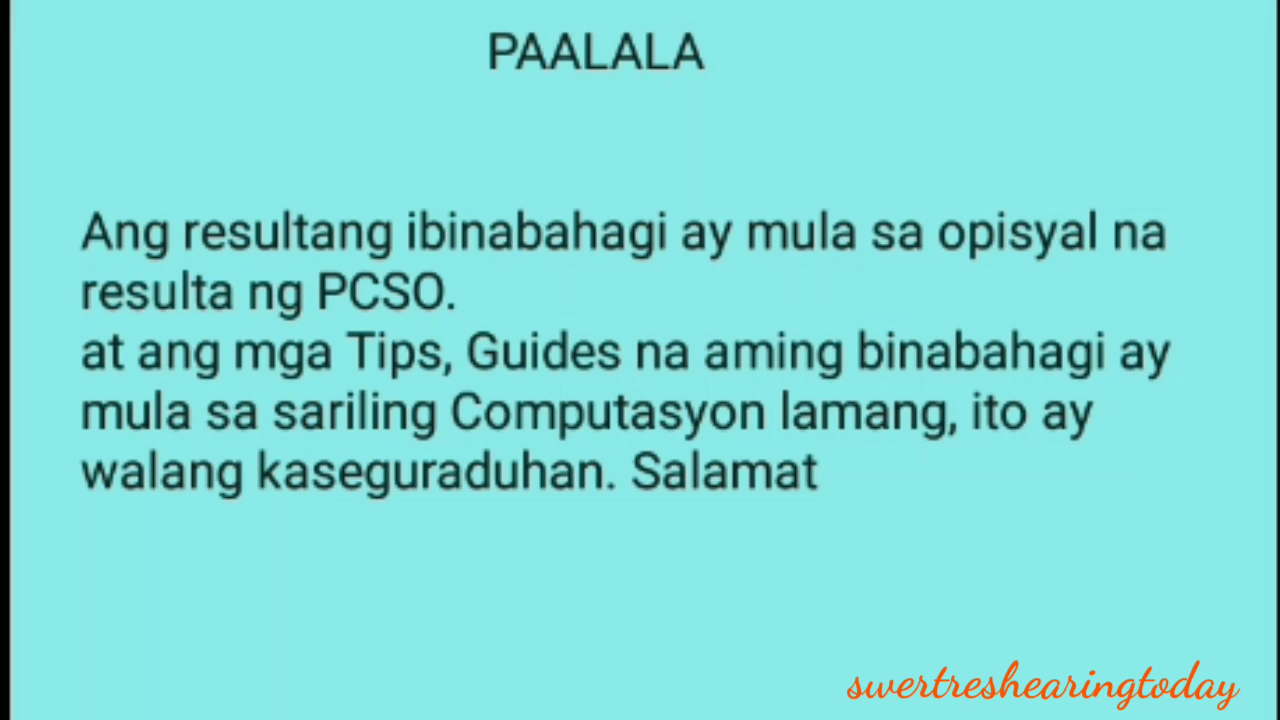 PAALALA
Ang resultang ibinabahagi ay mula sa opisyal na
resulta ng PCSO.
at ang mga Tips, Guides na aming binabahagi ay
mula sa sariling Computasyon lamang, ito ay
walang kaseguraduhan. Salamat
swertreshearingtoday